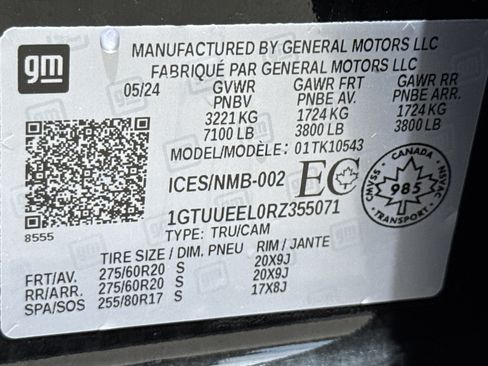 gm
MANUFACTURED BY GENERAL MOTORS LLC
FABRIQUÉ PAR GENERAL MOTORS LLC
05/24 GVWR GAWR FRT GAWR RR
PNBV PNBE AV. PNBE ARR.
3221 KG 1724 KG 1724 KG
7100 LB 3800 LB 3800 LB
MODEL/MODÈLE: 01TK10543
ICES/NMB-002 EC
CANADA
CMVSS 985 NSVAC
1GTUUEEL0RZ355071
8555 TYPE: TRU/CAM
TIRE SIZE / DIM. PNEU RIM / JANTE
FRT/AV. 275/60R20 S 20X9J
RR/ARR. 275/60R20 S 20X9J
SPA/SOS 255/80R17 S 17X8J